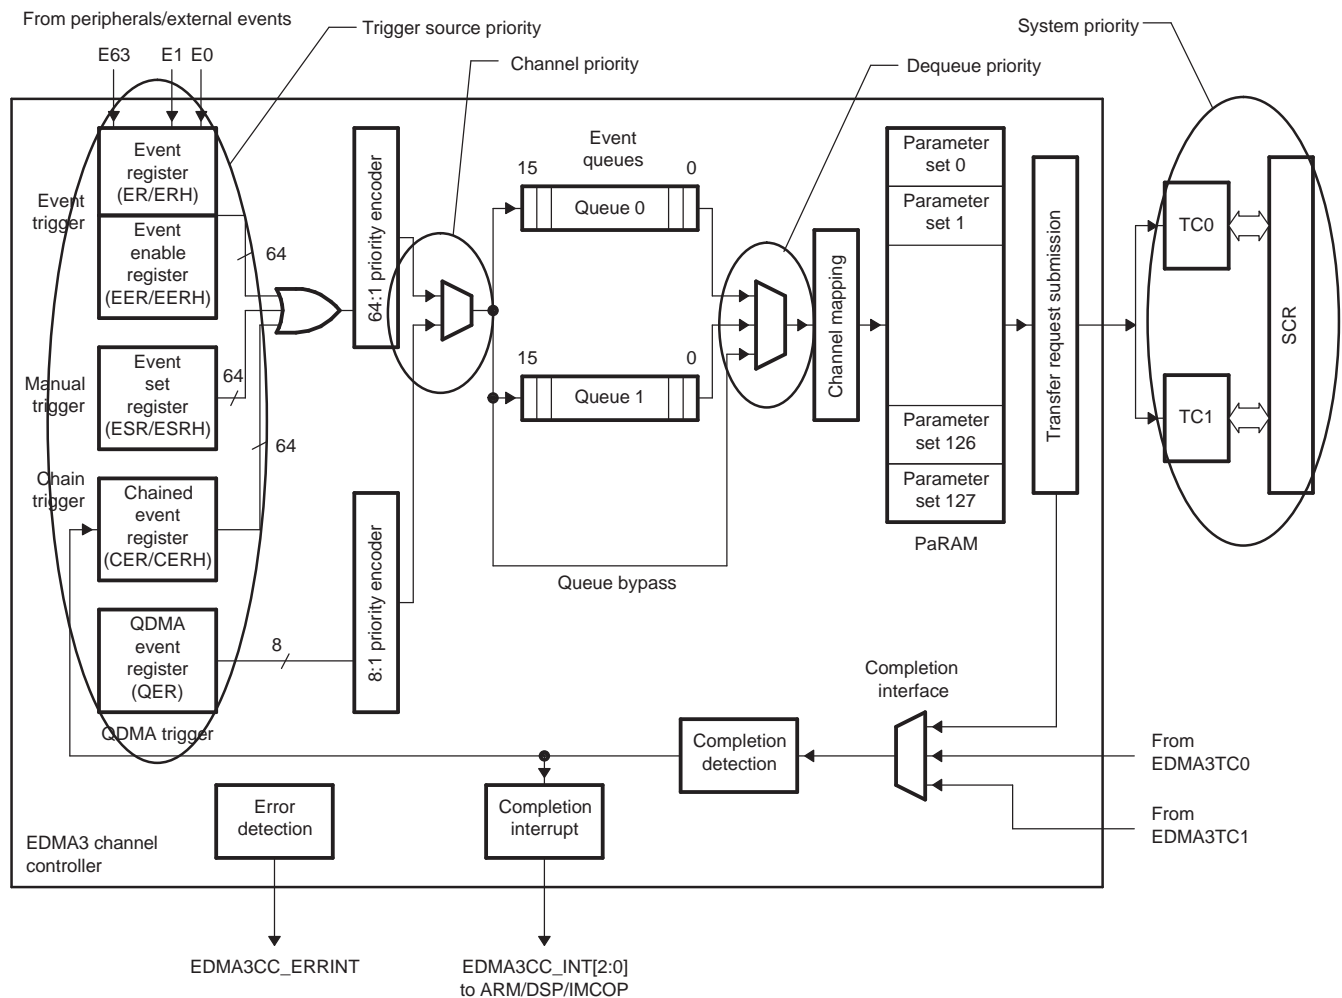 From peripherals/external events
Trigger source priority
Channel priority
Dequeue priority
System priority
E63
E1
E0
Event
register
(ER/ERH)
Event
trigger
Event
enable
register
(EER/EERH)
64
Manual
trigger
Event
set
register
(ESR/ESRH)
64
64
Chain
trigger
Chained
event
register
(CER/CERH)
QDMA
event
register
(QER)
QDMA trigger
8
64:1 priority encoder
8:1 priority encoder
Event
queues
15
0
Queue 0
15
0
Queue 1
Queue bypass
Channel mapping
Parameter
set 0
Parameter
set 1
Parameter
set 126
Parameter
set 127
PaRAM
Transfer request submission
TC0
TC1
SCR
Completion
interface
Completion
detection
From
EDMA3TC0
From
EDMA3TC1
Error
detection
Completion
interrupt
EDMA3 channel
controller
EDMA3CC_ERRINT
EDMA3CC_INT[2:0]
to ARM/DSP/IMCOP